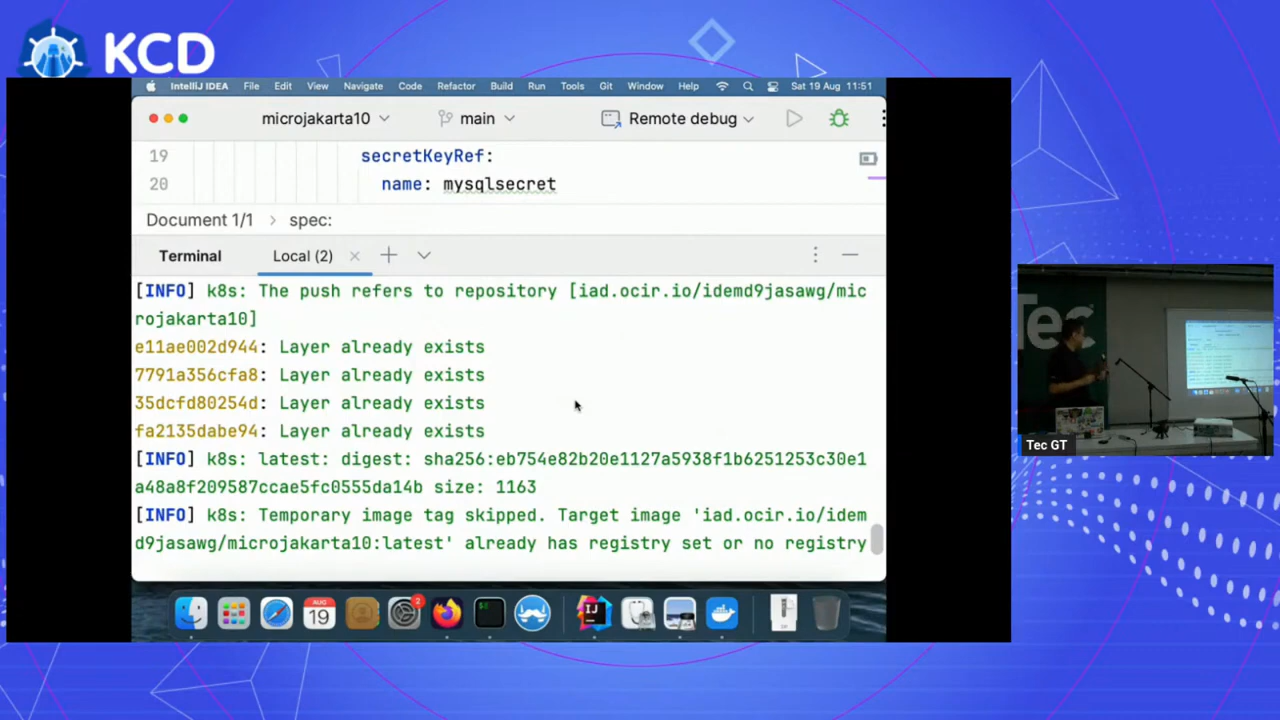 KCD
IntelliJ IDEA File Edit View Navigate Code Refactor Build Run Tools Git Window Help Sat 19 Aug 11:51
microjakarta10 main Remote debug
19 secretKeyRef:
20 name: mysqlsecret
Document 1/1 > spec:
Terminal Local (2)
[INFO] k8s: The push refers to repository [iad.ocir.io/idemd9jasawg/mic
rojakarta10]
e11ae002d944: Layer already exists
7791a356cfa8: Layer already exists
35dcfd80254d: Layer already exists
fa2135dabe94: Layer already exists
[INFO] k8s: latest: digest: sha256:eb754e82b20e1127a5938f1b6251253c30e1
a48a8f209587ccae5fc0555da14b size: 1163
[INFO] k8s: Temporary image tag skipped. Target image 'iad.ocir.io/idem
d9jasawg/microjakarta10:latest' already has registry set or no registry
AUG
19
2
IJ
Tec
Tec GT